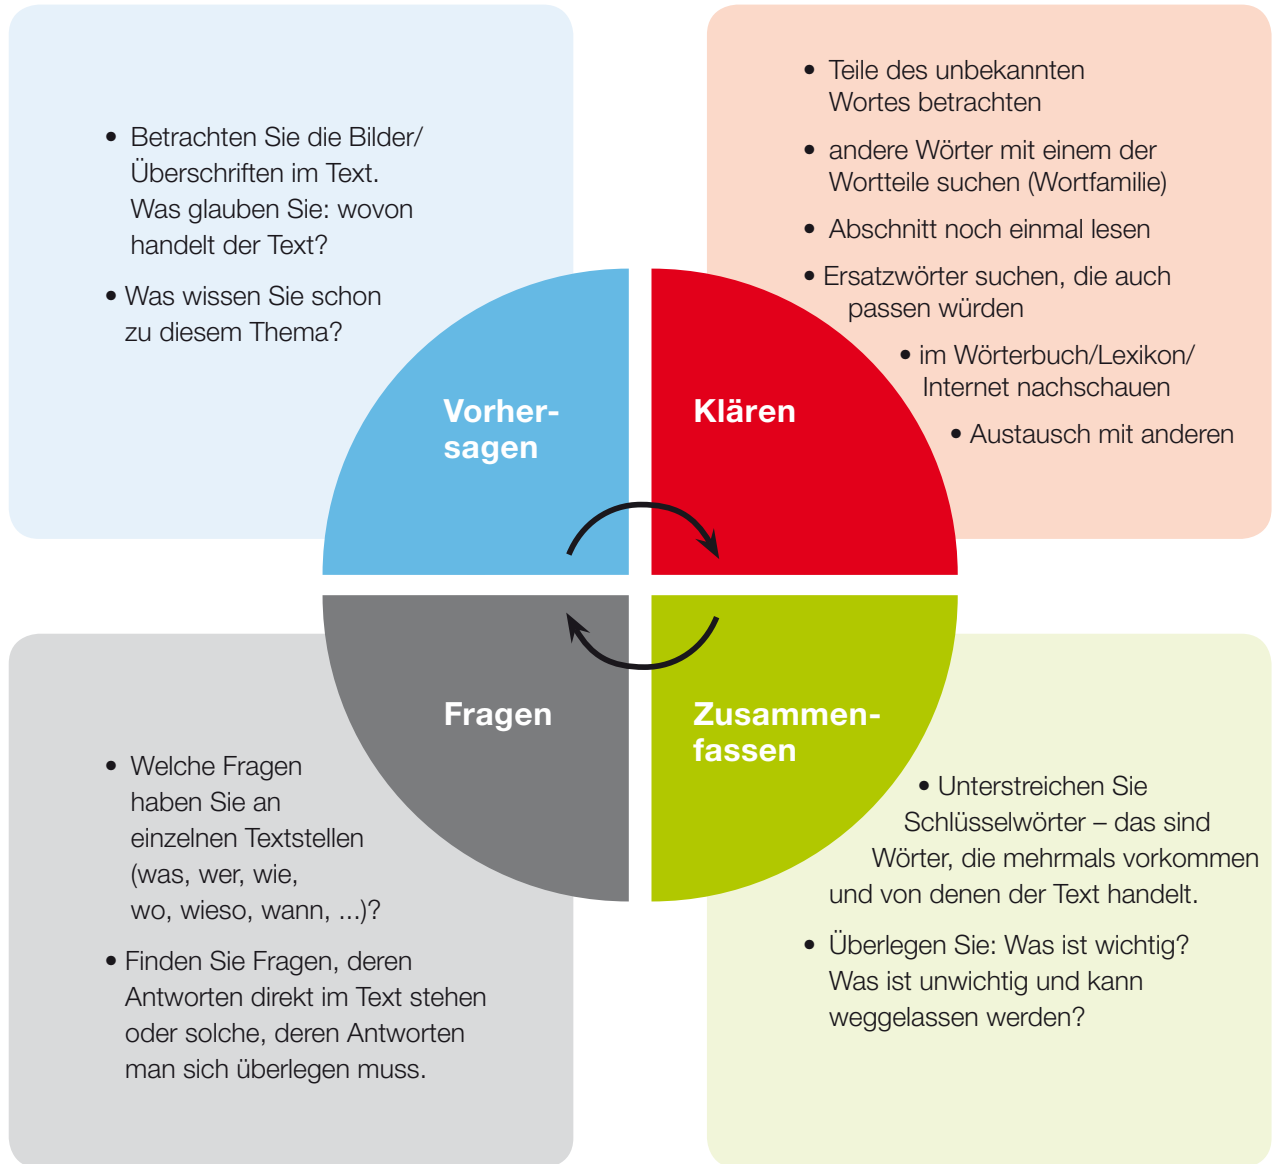 • Betrachten Sie die Bilder/
Überschriften im Text.
Was glauben Sie: wovon
handelt der Text?
• Was wissen Sie schon
zu diesem Thema?
Vorher-
sagen
• Teile des unbekannten
Wortes betrachten
• andere Wörter mit einem der
Wortteile suchen (Wortfamilie)
• Abschnitt noch einmal lesen
• Ersatzwörter suchen, die auch
passen würden
• im Wörterbuch/Lexikon/
Internet nachschauen
• Austausch mit anderen
Klären
Fragen
• Welche Fragen
haben Sie an
einzelnen Textstellen
(was, wer, wie,
wo, wieso, wann, ...)?
• Finden Sie Fragen, deren
Antworten direkt im Text stehen
oder solche, deren Antworten
man sich überlegen muss.
Zusammen-
fassen
• Unterstreichen Sie
Schlüsselwörter – das sind
Wörter, die mehrmals vorkommen
und von denen der Text handelt.
• Überlegen Sie: Was ist wichtig?
Was ist unwichtig und kann
weggelassen werden?